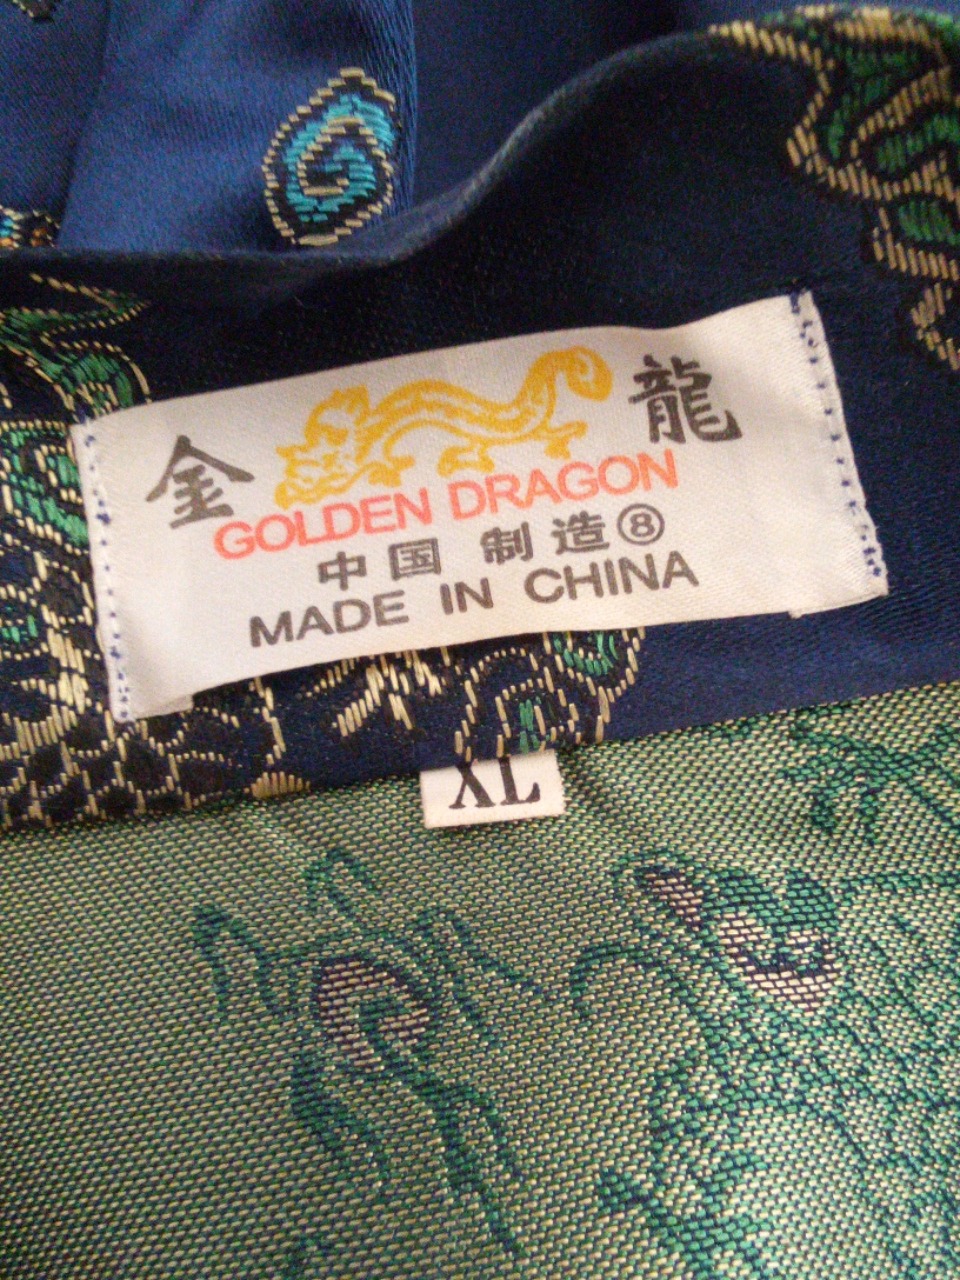 金 龍
GOLDEN DRAGON
中国 制造⑧
MADE IN CHINA
XL